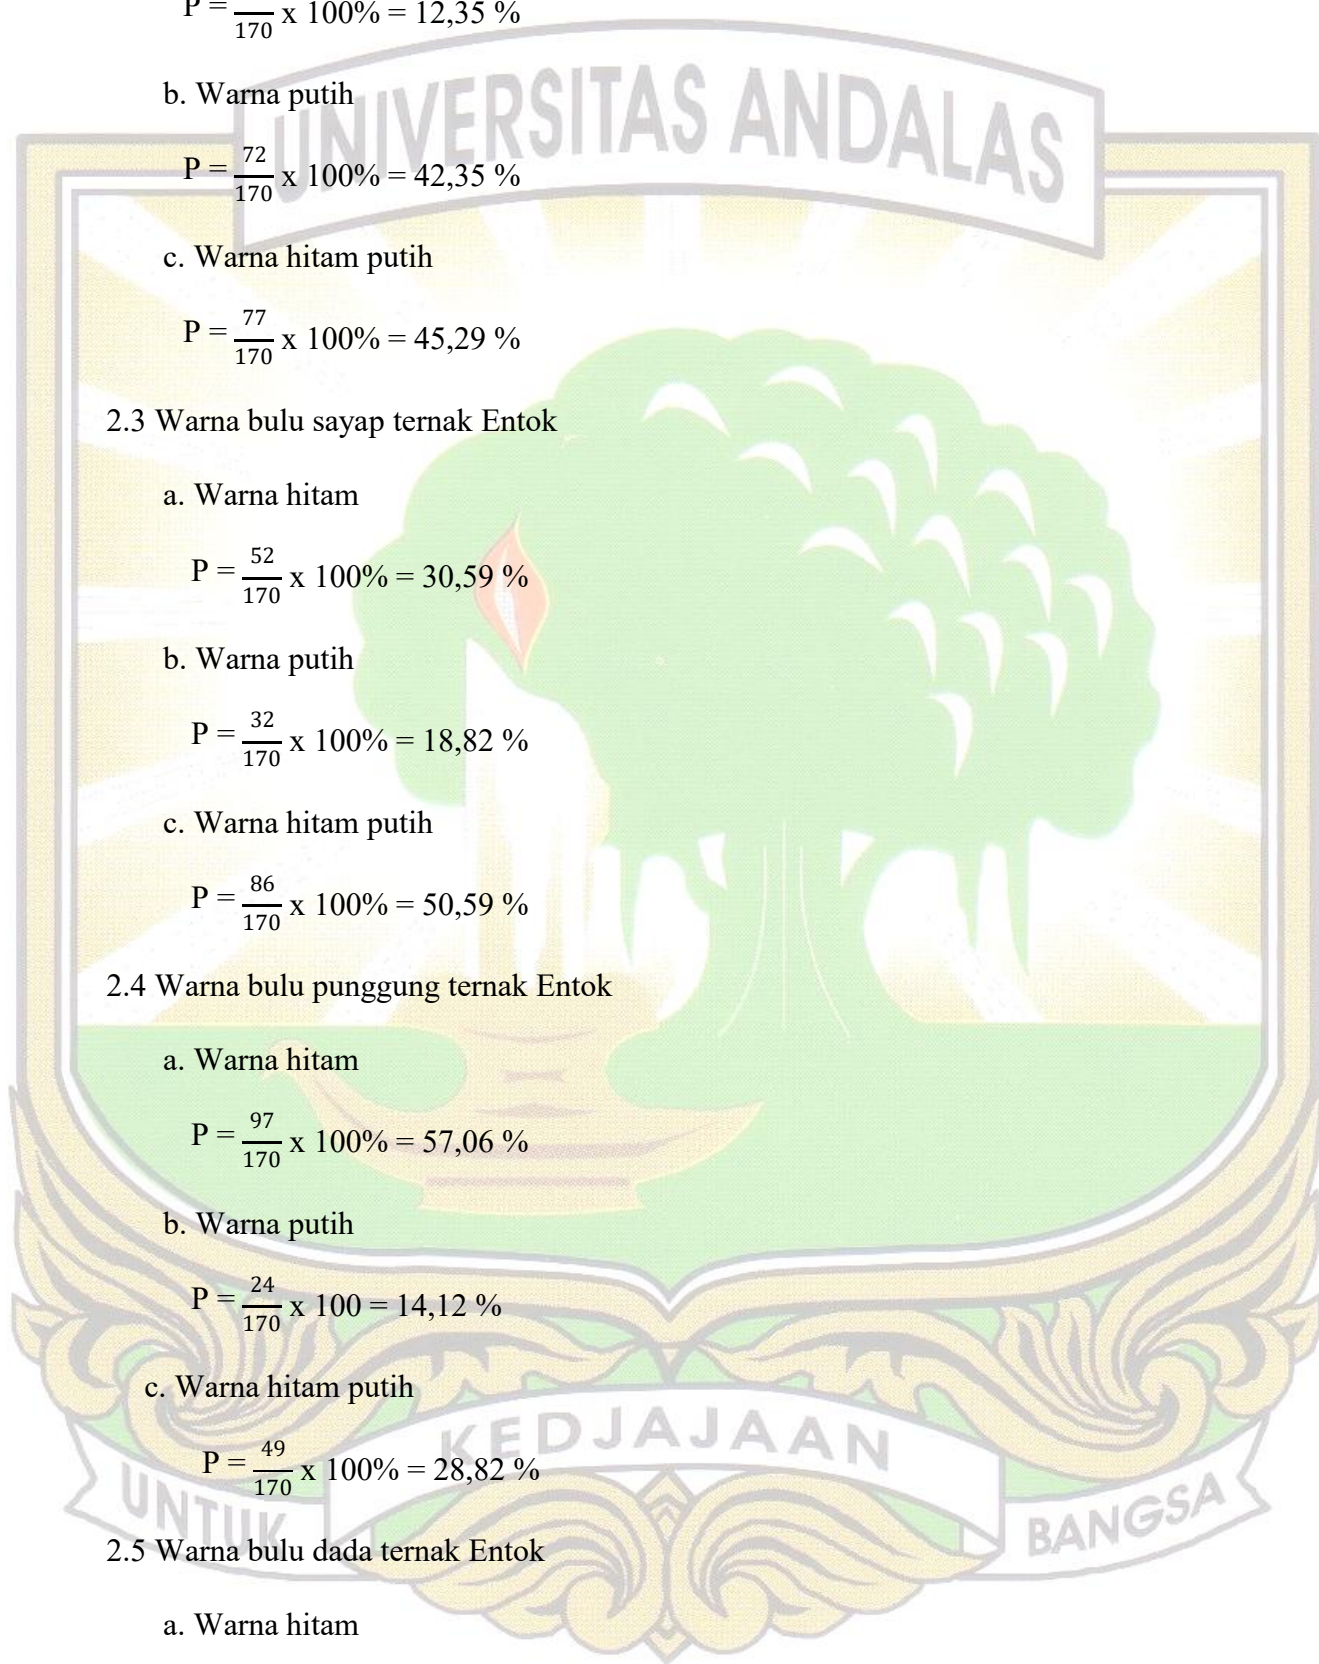 P = /170 x 100% = 12,35 %
b. Warna putih
P = 72/170 x 100% = 42,35 %
c. Warna hitam putih
P = 77/170 x 100% = 45,29 %
2.3 Warna bulu sayap ternak Entok
a. Warna hitam
P = 52/170 x 100% = 30,59 %
b. Warna putih
P = 32/170 x 100% = 18,82 %
c. Warna hitam putih
P = 86/170 x 100% = 50,59 %
2.4 Warna bulu punggung ternak Entok
a. Warna hitam
P = 97/170 x 100% = 57,06 %
b. Warna putih
P = 24/170 x 100 = 14,12 %
c. Warna hitam putih
P = 49/170 x 100% = 28,82 %
2.5 Warna bulu dada ternak Entok
a. Warna hitam
UNIVERSITAS ANDALAS
UNTUK KEDJAJAAN BANGSA